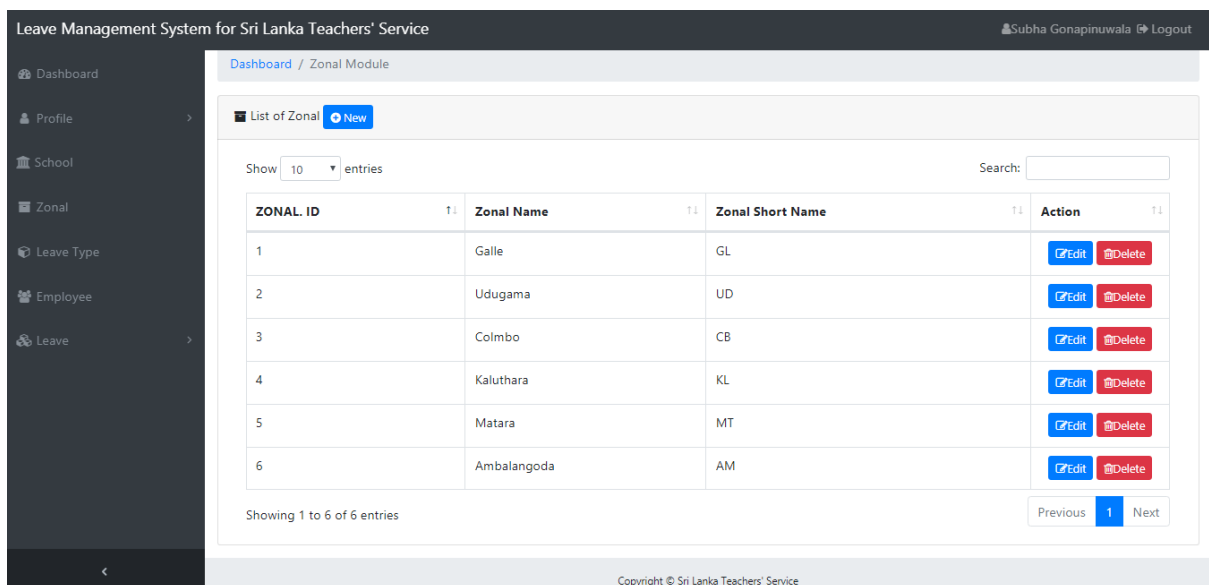 Leave Management System for Sri Lanka Teachers' Service
Subha Gonapinuwala Logout
Dashboard
Profile
School
Zonal
Leave Type
Employee
Leave
Dashboard / Zonal Module
List of Zonal New
Show 10 entries Search:
ZONAL. ID Zonal Name Zonal Short Name Action
1 Galle GL Edit Delete
2 Udugama UD Edit Delete
3 Colmbo CB Edit Delete
4 Kaluthara KL Edit Delete
5 Matara MT Edit Delete
6 Ambalangoda AM Edit Delete
Showing 1 to 6 of 6 entries Previous 1 Next
Copyright © Sri Lanka Teachers' Service